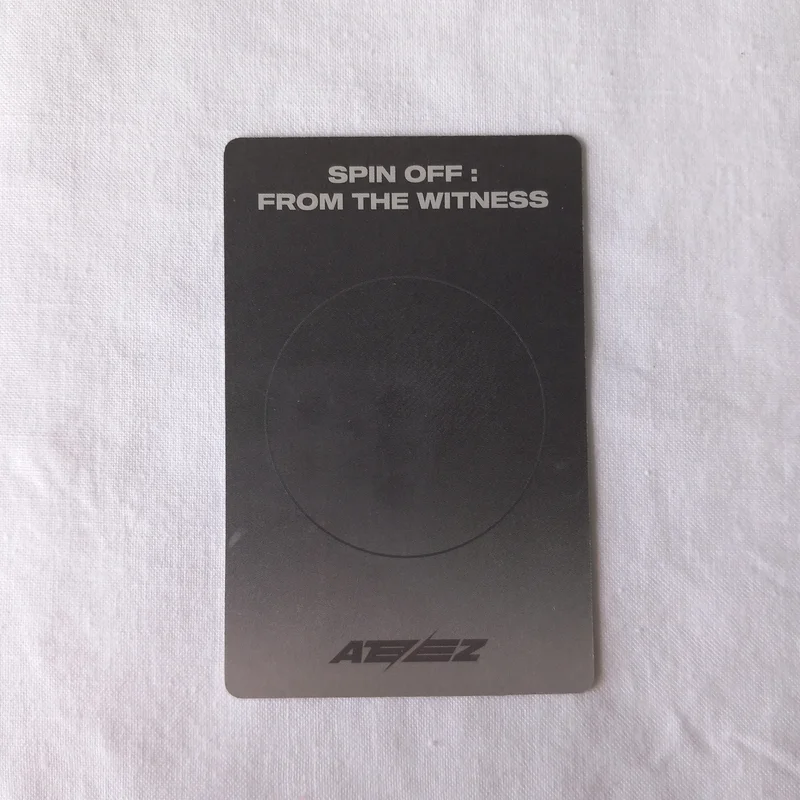 SPIN OFF :
FROM THE WITNESS
ATEEZ